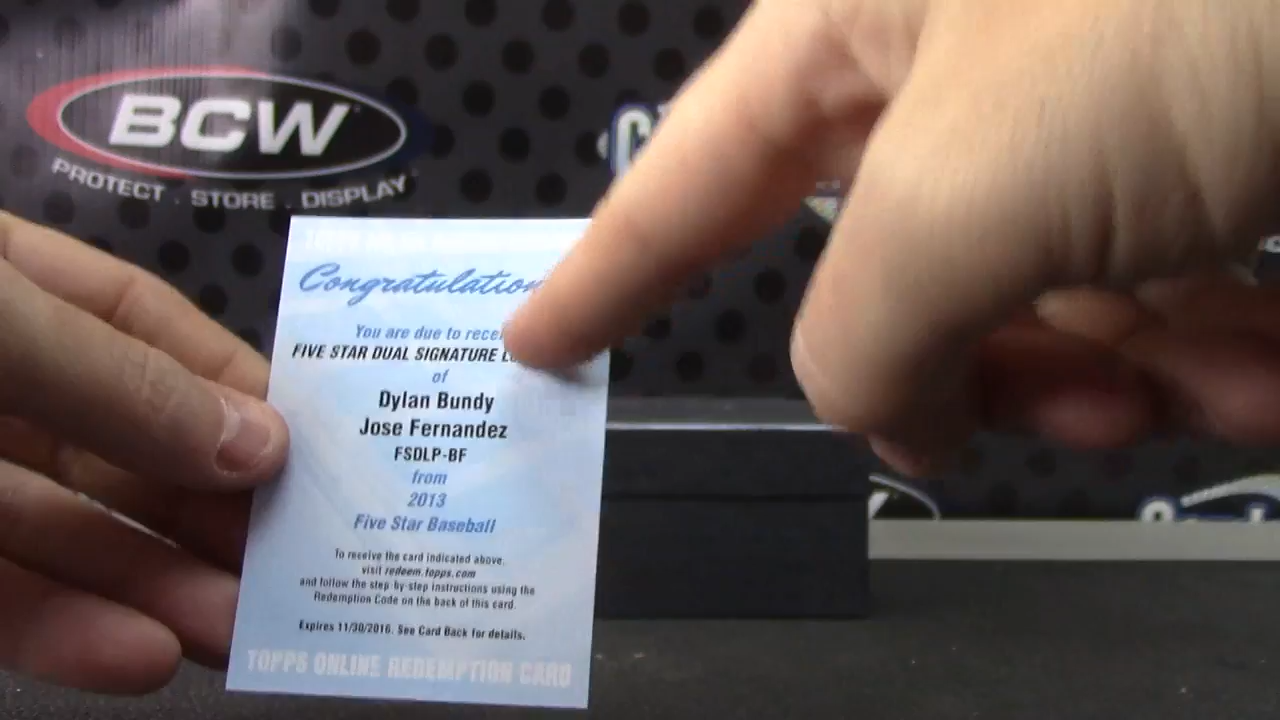 BCW
PROTECT . STORE . DISPLAY
Congratulation
You are due to recei
FIVE STAR DUAL SIGNATURE
of
Dylan Bundy
Jose Fernandez
FSDLP-BF
from
2013
Five Star Baseball
To receive the card indicated above,
visit redeem.topps.com
and follow the step-by-step instructions using the
Redemption Code on the back of this card.
Expires 11/30/2016. See Card Back for details.
TOPPS ONLINE REDEMPTION CARD